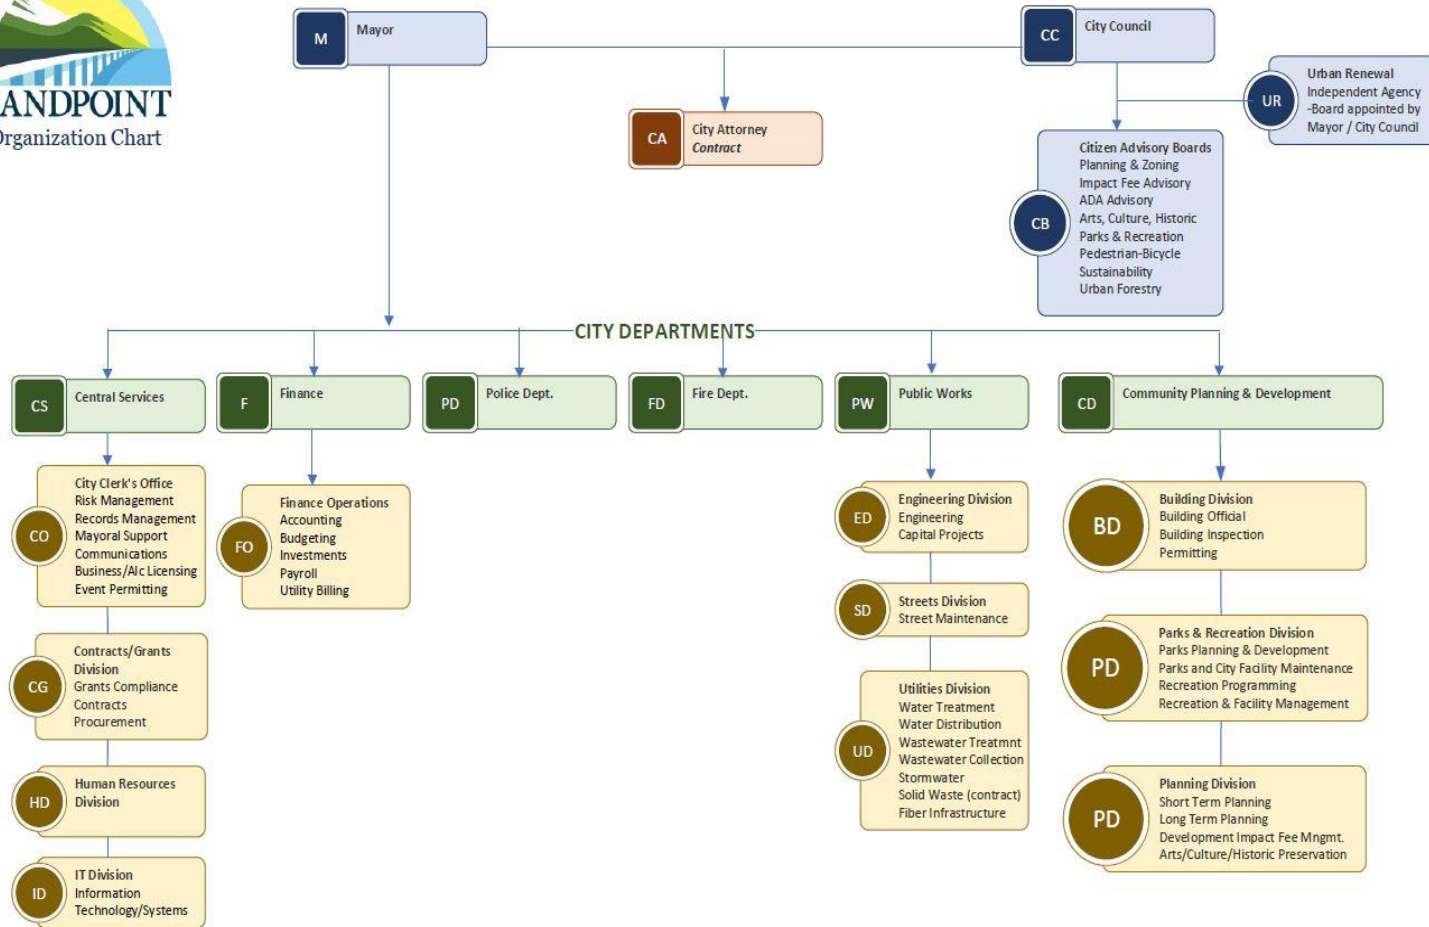 ANDPOINT
Organization Chart
M
Mayor
CC
City Council
CA
City Attorney
Contract
UR
Urban Renewal
Independent Agency
-Board appointed by
Mayor / City Council
CB
Citizen Advisory Boards
Planning & Zoning
Impact Fee Advisory
ADA Advisory
Arts, Culture, Historic
Parks & Recreation
Pedestrian-Bicycle
Sustainability
Urban Forestry
CITY DEPARTMENTS
CS
Central Services
F
Finance
PD
Police Dept.
FD
Fire Dept.
PW
Public Works
CD
Community Planning & Development
CO
City Clerk's Office
Risk Management
Records Management
Mayoral Support
Communications
Business/Alc Licensing
Event Permitting
CG
Contracts/Grants
Division
Grants Compliance
Contracts
Procurement
HD
Human Resources
Division
ID
IT Division
Information
Technology/Systems
FO
Finance Operations
Accounting
Budgeting
Investments
Payroll
Utility Billing
ED
Engineering Division
Engineering
Capital Projects
SD
Streets Division
Street Maintenance
UD
Utilities Division
Water Treatment
Water Distribution
Wastewater Treatmnt
Wastewater Collection
Stormwater
Solid Waste (contract)
Fiber Infrastructure
BD
Building Division
Building Official
Building Inspection
Permitting
PD
Parks & Recreation Division
Parks Planning & Development
Parks and City Facility Maintenance
Recreation Programming
Recreation & Facility Management
PD
Planning Division
Short Term Planning
Long Term Planning
Development Impact Fee Mngmt.
Arts/Culture/Historic Preservation